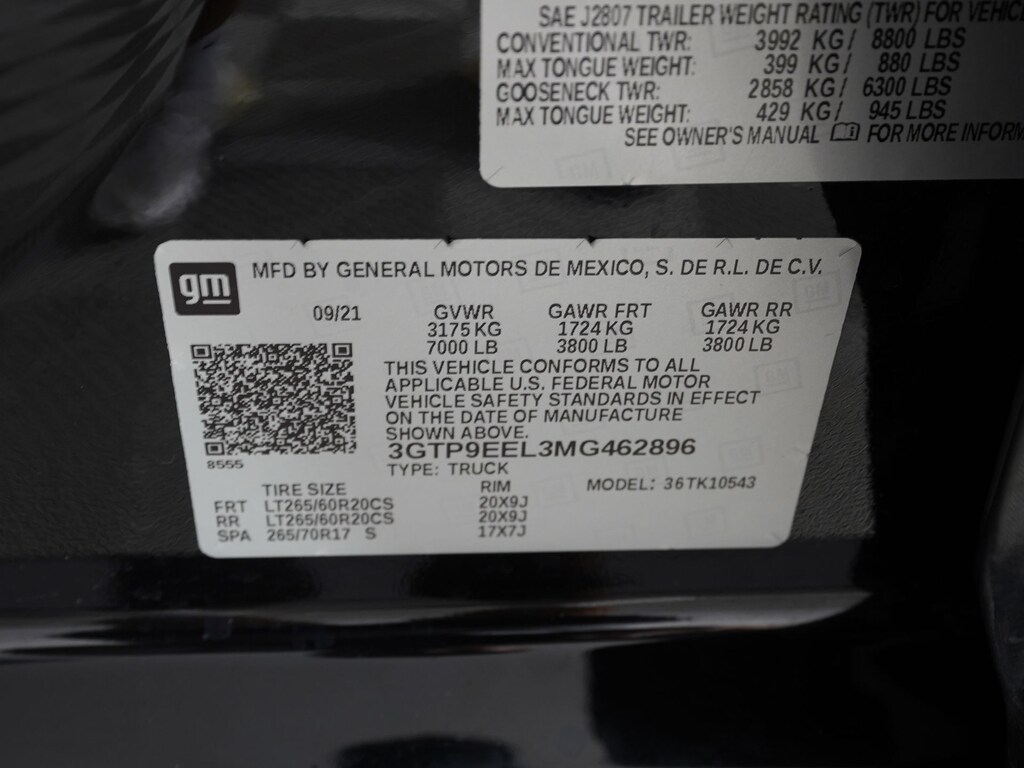 SAE J2807 TRAILER WEIGHT RATING (TWR) FOR
CONVENTIONAL TWR: 3992 KG/ 8800 LBS
MAX TONGUE WEIGHT: 399 KG/ 880 LBS
GOOSENECK TWR: 2858 KG/ 6300 LBS
MAX TONGUE WEIGHT: 429 KG/ 945 LBS
SEE OWNER'S MANUAL FOR MORE
gm
MFD BY GENERAL MOTORS DE MEXICO, S. DE R.L. DE C.V.
09/21 GVWR GAWR FRT GAWR RR
3175 KG 1724 KG 1724 KG
7000 LB 3800 LB 3800 LB
THIS VEHICLE CONFORMS TO ALL
APPLICABLE U.S. FEDERAL MOTOR
VEHICLE SAFETY STANDARDS IN EFFECT
ON THE DATE OF MANUFACTURE
SHOWN ABOVE.
3GTP9EEL3MG462896
8555
TYPE: TRUCK
TIRE SIZE RIM MODEL: 36TK10543
FRT LT265/60R20CS 20X9J
RR LT265/60R20CS 20X9J
SPA 265/70R17 S 17X7J